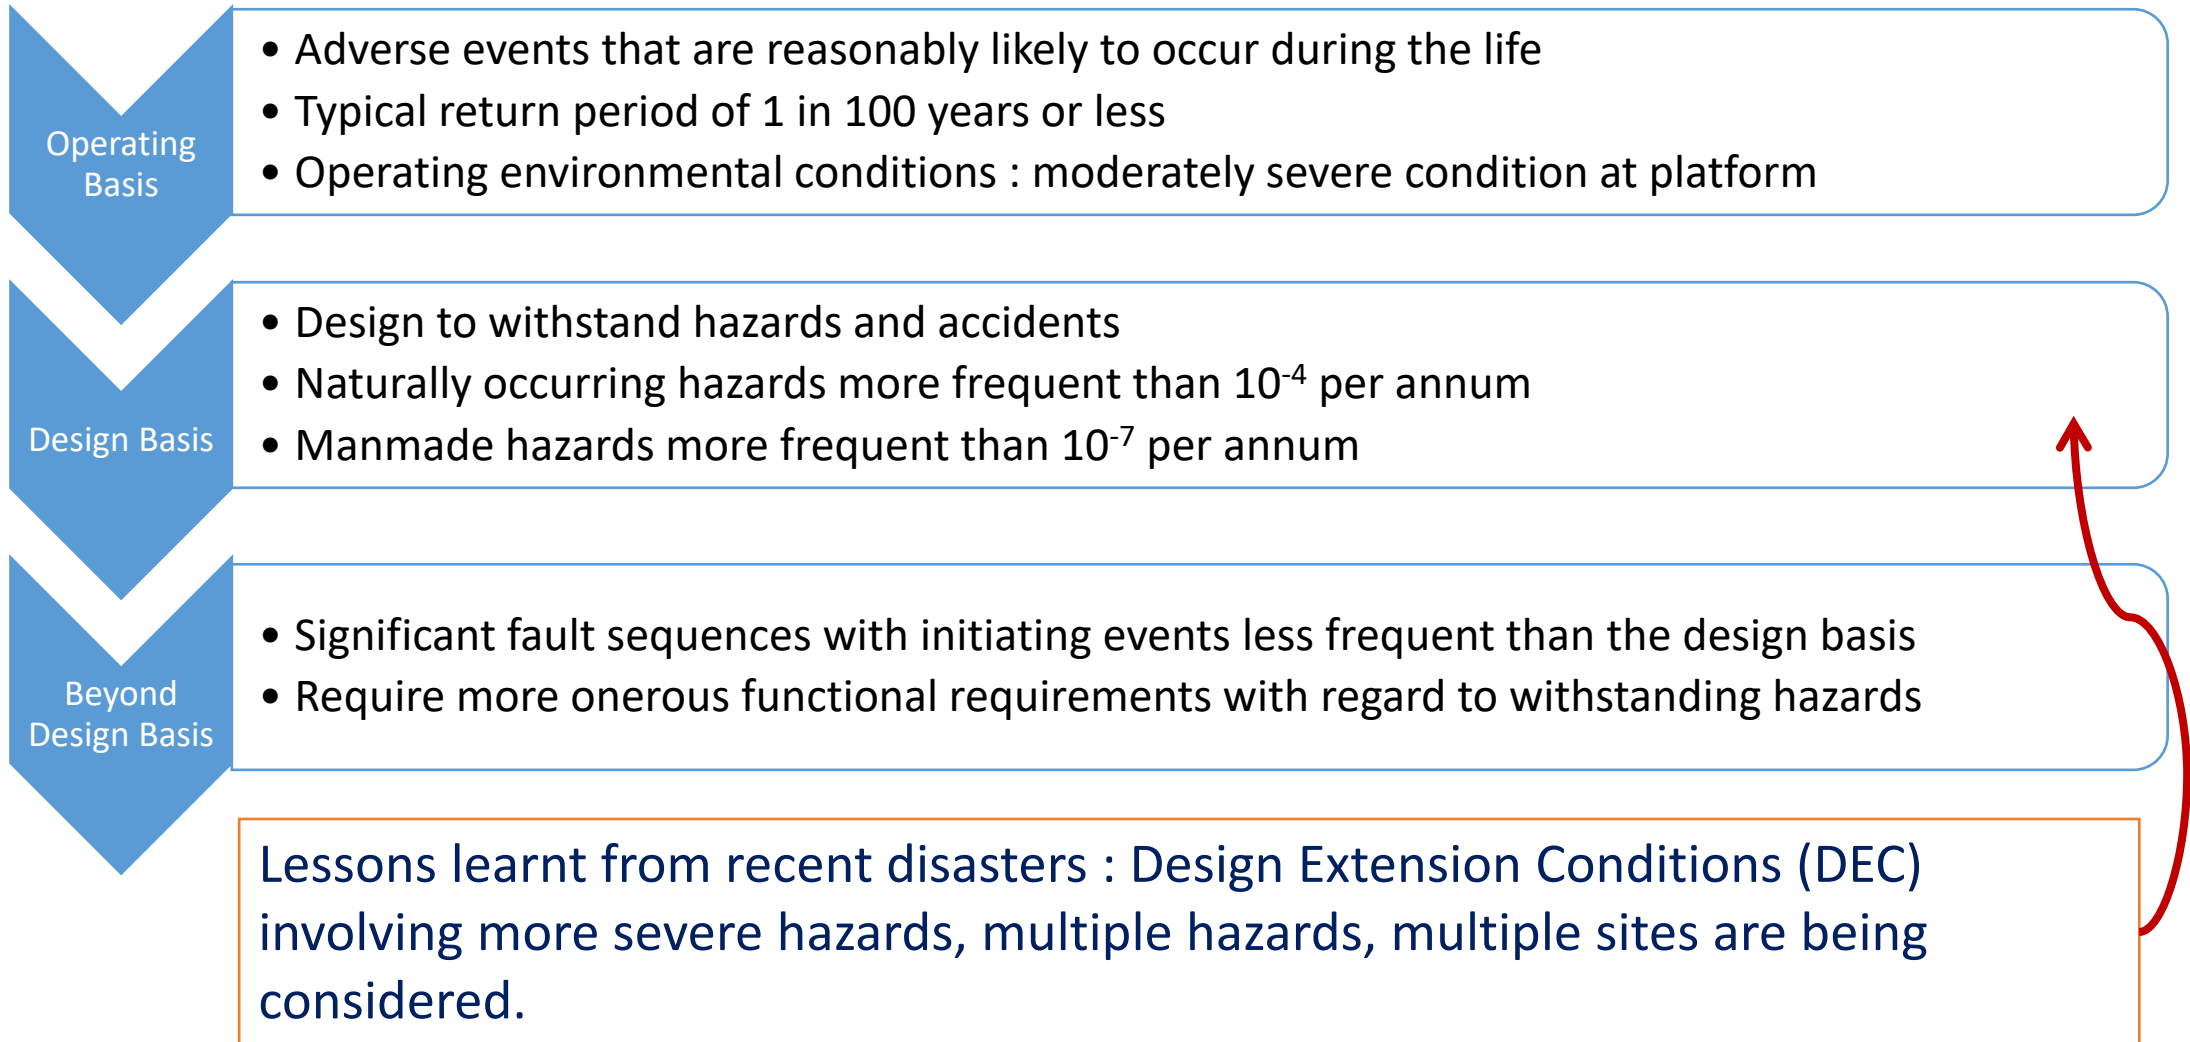 Operating
Basis
• Adverse events that are reasonably likely to occur during the life
• Typical return period of 1 in 100 years or less
• Operating environmental conditions : moderately severe condition at platform
Design Basis
• Design to withstand hazards and accidents
• Naturally occurring hazards more frequent than 10⁻⁴ per annum
• Manmade hazards more frequent than 10⁻⁷ per annum
Beyond
Design Basis
• Significant fault sequences with initiating events less frequent than the design basis
• Require more onerous functional requirements with regard to withstanding hazards
Lessons learnt from recent disasters : Design Extension Conditions (DEC)
involving more severe hazards, multiple hazards, multiple sites are being
considered.